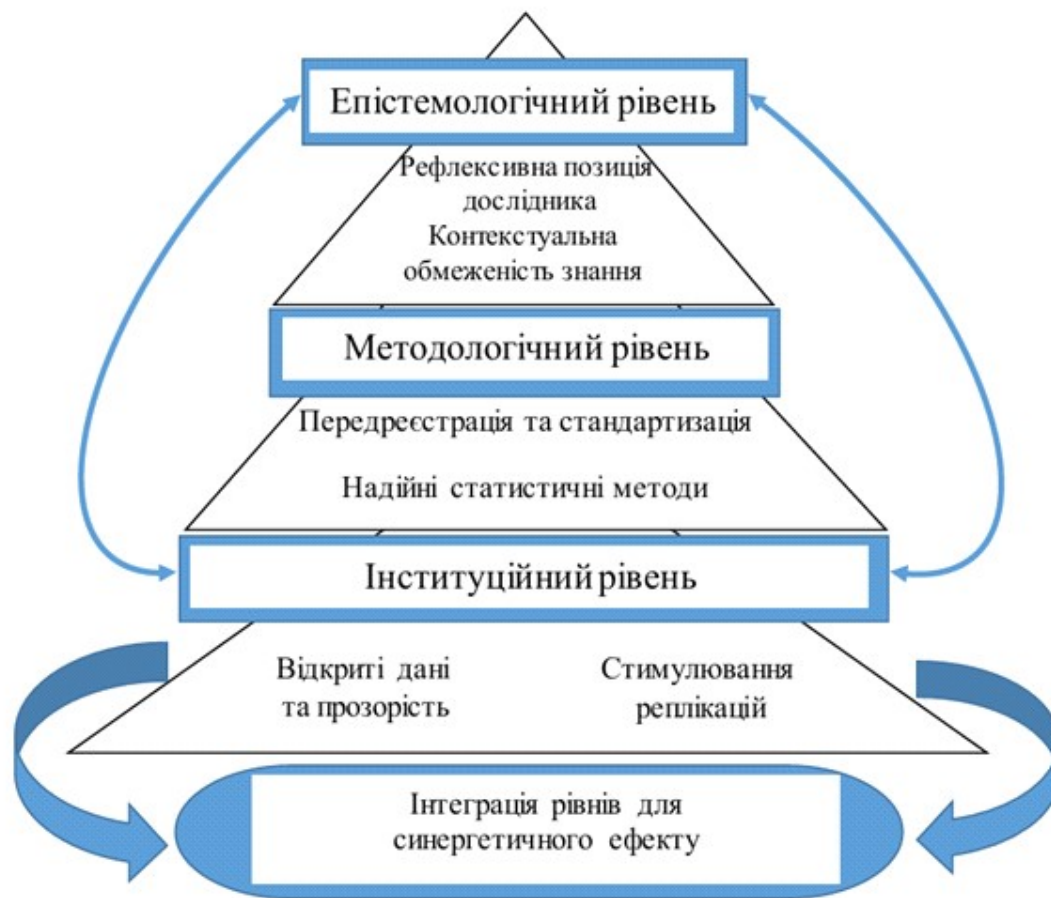 Епістемологічний рівень
Рефлексивна позиція
дослідника
Контекстуальна
обмеженість знання
Методологічний рівень
Передреєстрація та стандартизація
Надійні статистичні методи
Інституційний рівень
Відкриті дані
та прозорість
Стимулювання
реплікацій
Інтеграція рівнів для
синергетичного ефекту